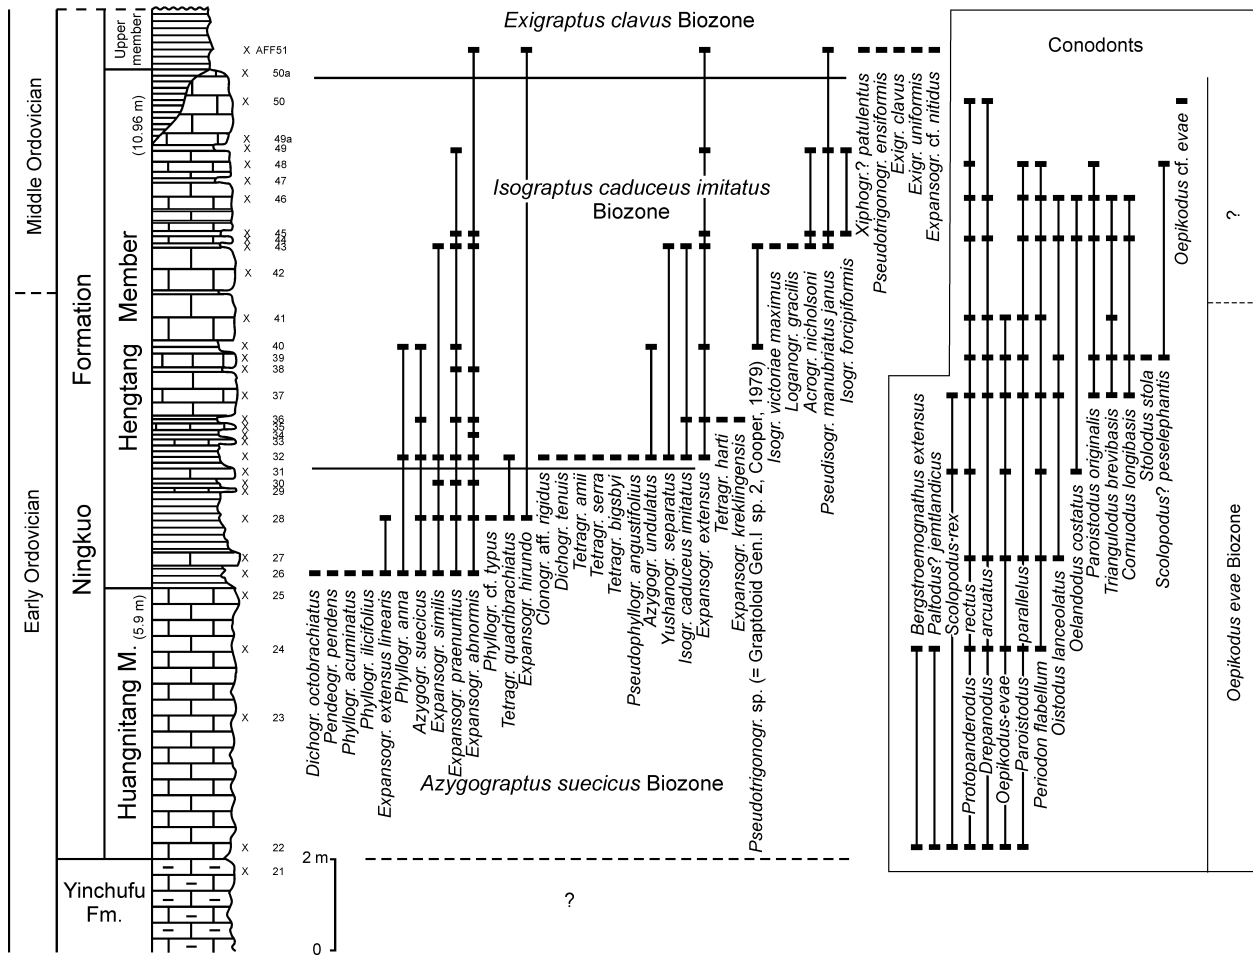 Middle Ordovician
Early Ordovician
Ningkuo Formation
Upper
member
(10.96 m)
Hengtang Member
(5.9 m)
Huangnitang M.
Yinchufu
Fm.
X AFF51
X 50a
X 50
X 49a
X 49
X 48
X 47
X 46
X 45
X 44
X 43
X 42
X 41
X 40
X 39
X 38
X 37
X 36
X 35
X 34
X 33
X 32
X 31
X 30
X 29
X 28
X 27
X 26
X 25
X 24
X 23
X 22
X 21
2 m
0
Exigraptus clavus Biozone
Isograptus caduceus imitatus
Biozone
Azygograptus suecicus Biozone
?
Dichogr. octobrachiatus
Pendeogr. pendens
Phyllogr. acuminatus
Phyllogr. ilicifolius
Expansogr. extensus linearis
Phyllogr. anna
Azygogr. suecicus
Expansogr. similis
Expansogr. praenuntius
Expansogr. abnormis
Phyllogr. cf. typus
Tetragr. quadribrachiatus
Expansogr. hirundo
Clonogr. aff. rigidus
Dichogr. tenuis
Tetragr. amii
Tetragr. serra
Tetragr. bigsbyi
Pseudophyllogr. angustifolius
Azygogr. undulatus
Yushanogr. separatus
Isogr. caduceus imitatus
Expansogr. extensus
Tetragr. harti
Expansogr. kreklingensis
Pseudotrigonogr. sp. (= Graptoloid Gen.I sp. 2, Cooper, 1979)
Isogr. victoriae maximus
Loganogr. gracilis
Acrogr. nicholsoni
Pseudisogr. manubriatus janus
Isogr. forcipiformis
Xiphogr.? patulentus
Pseudotrigonogr. ensiformis
Exigr. clavus
Exigr. uniformis
Expansogr. cf. nitidus
Conodonts
Bergstroemognathus extensus
Paltodus? jemtlandicus
Scolopodus rex
Protopanderodus rectus
Drepanodus arcuatus
Oepikodus evae
Paroistodus parallelus
Periodon flabellum
Oistodus lanceolatus
Oelandodus costatus
Paroistodus originalis
Triangulodus brevibasis
Cornuodus longibasis
Stolodus stola
Scolopodus? peselephantis
Oepikodus cf. evae
?
Oepikodus evae Biozone